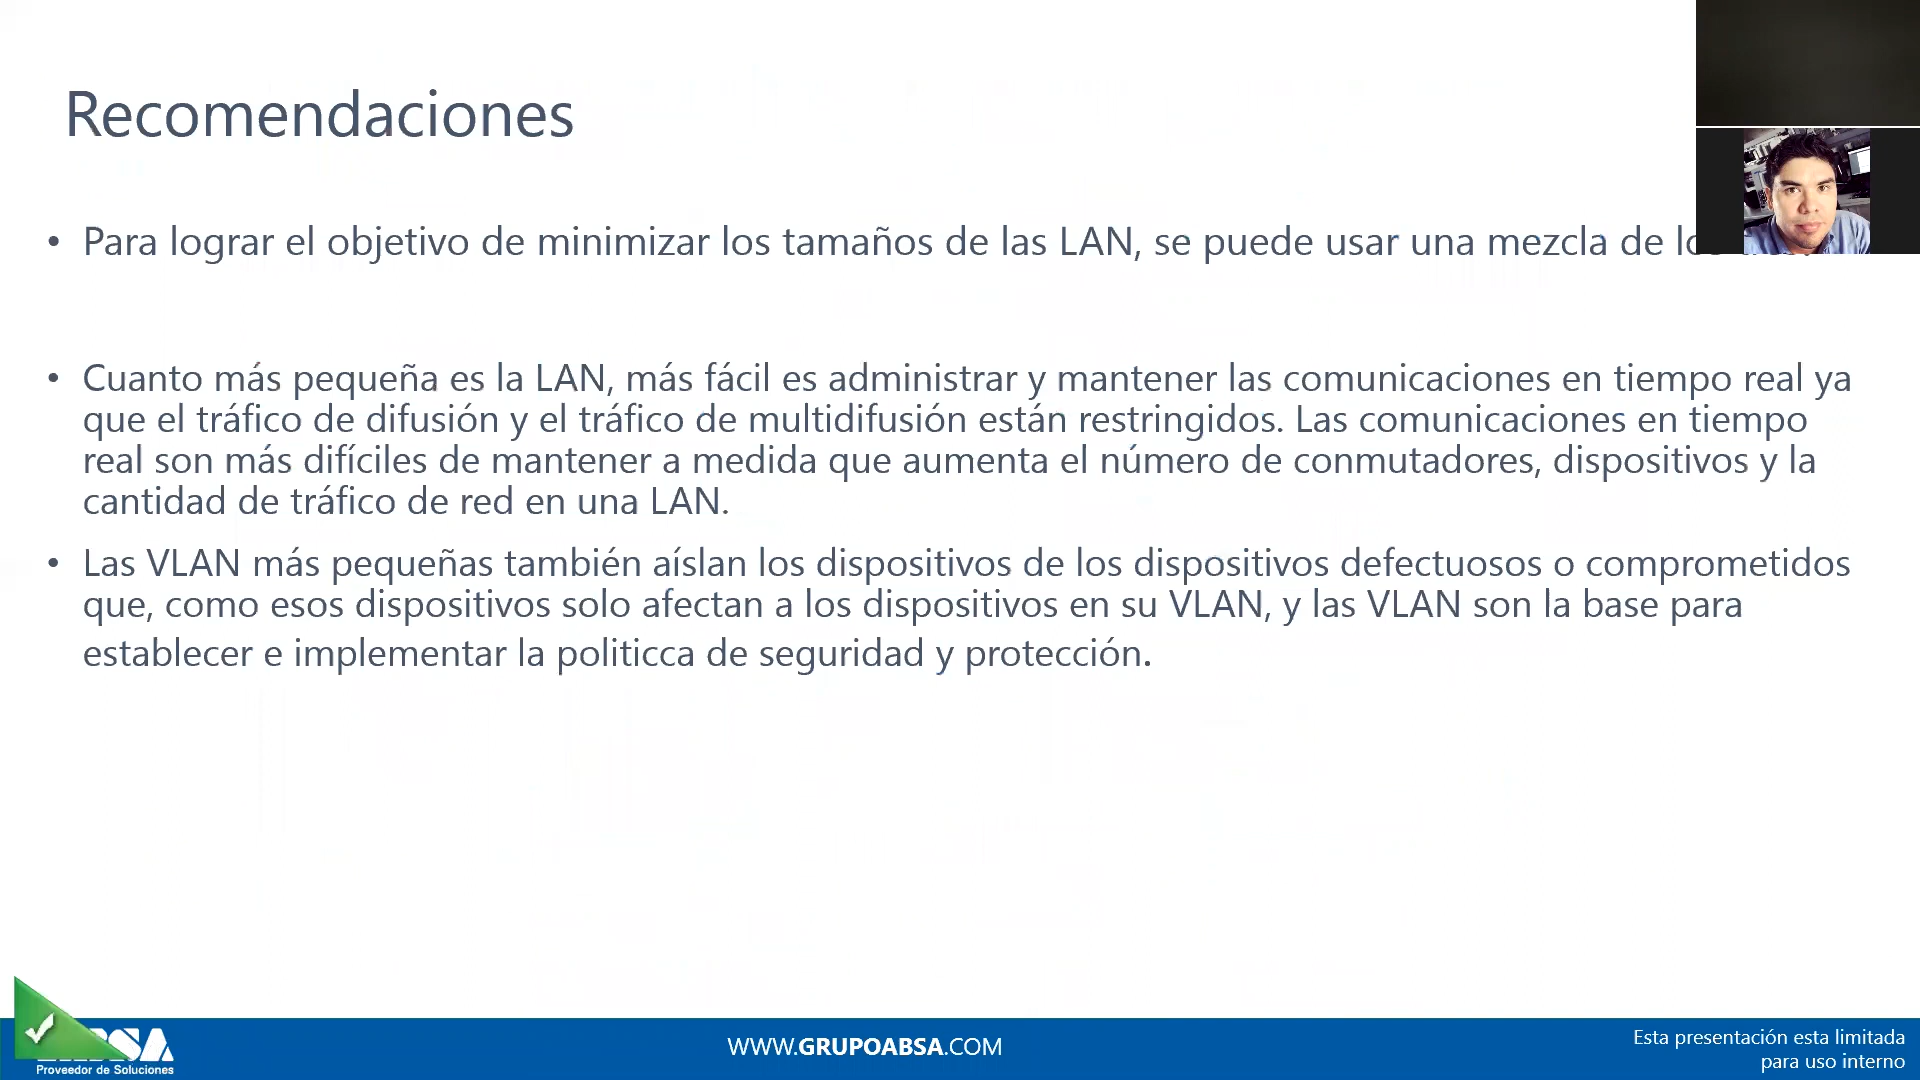 Recomendaciones
• Para lograr el objetivo de minimizar los tamaños de las LAN, se puede usar una mezcla de
• Cuanto más pequeña es la LAN, más fácil es administrar y mantener las comunicaciones en tiempo real ya
que el tráfico de difusión y el tráfico de multidifusión están restringidos. Las comunicaciones en tiempo
real son más difíciles de mantener a medida que aumenta el número de conmutadores, dispositivos y la
cantidad de tráfico de red en una LAN.
• Las VLAN más pequeñas también aíslan los dispositivos de los dispositivos defectuosos o comprometidos
que, como esos dispositivos solo afectan a los dispositivos en su VLAN, y las VLAN son la base para
establecer e implementar la politicca de seguridad y protección.
Proveedor de Soluciones
WWW.GRUPOABSA.COM
Esta presentación esta limitada
para uso interno